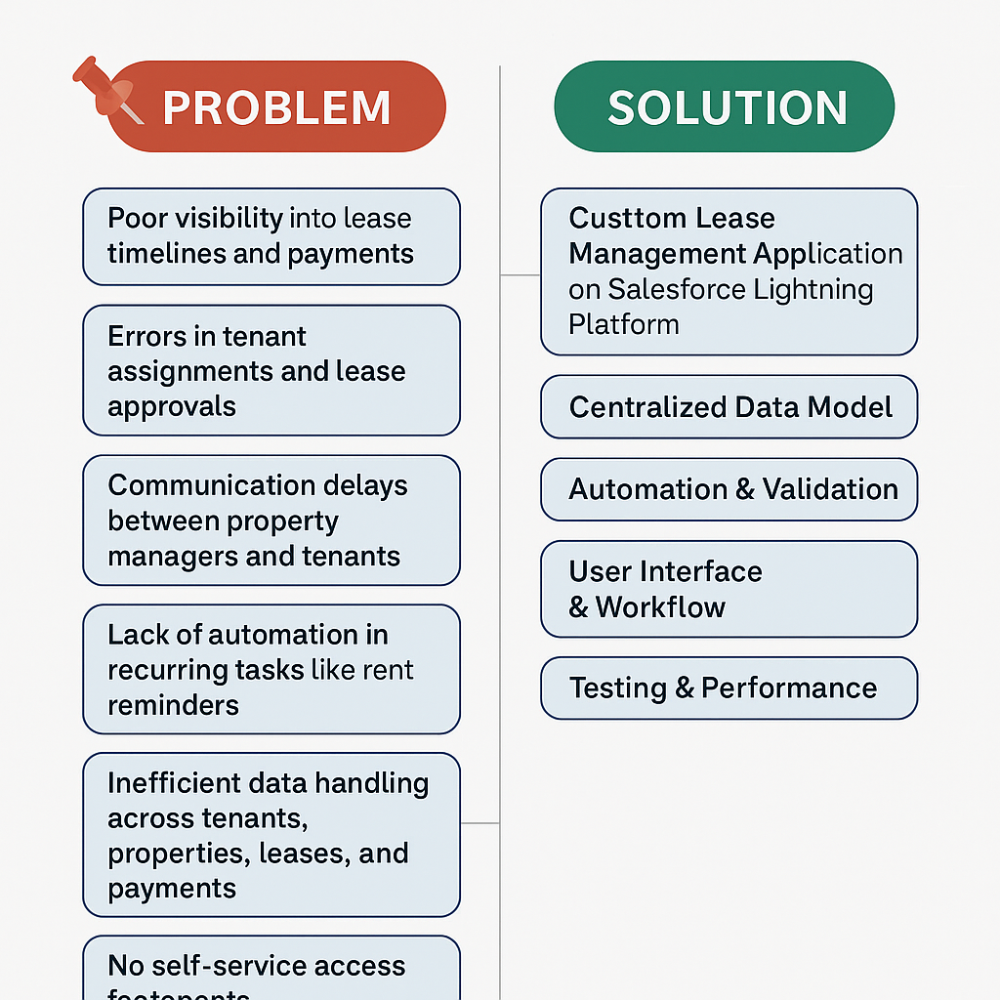 PROBLEM
Poor visibility into lease
timelines and payments
Errors in tenant
assignments and lease
approvals
Communication delays
between property
managers and tenants
Lack of automation in
recurring tasks like rent
reminders
Inefficient data handling
across tenants,
properties, leases, and
payments
No self-service access
SOLUTION
Custtom Lease
Management Application
on Salesforce Lightning
Platform
Centralized Data Model
Automation & Validation
User Interface
& Workflow
Testing & Performance